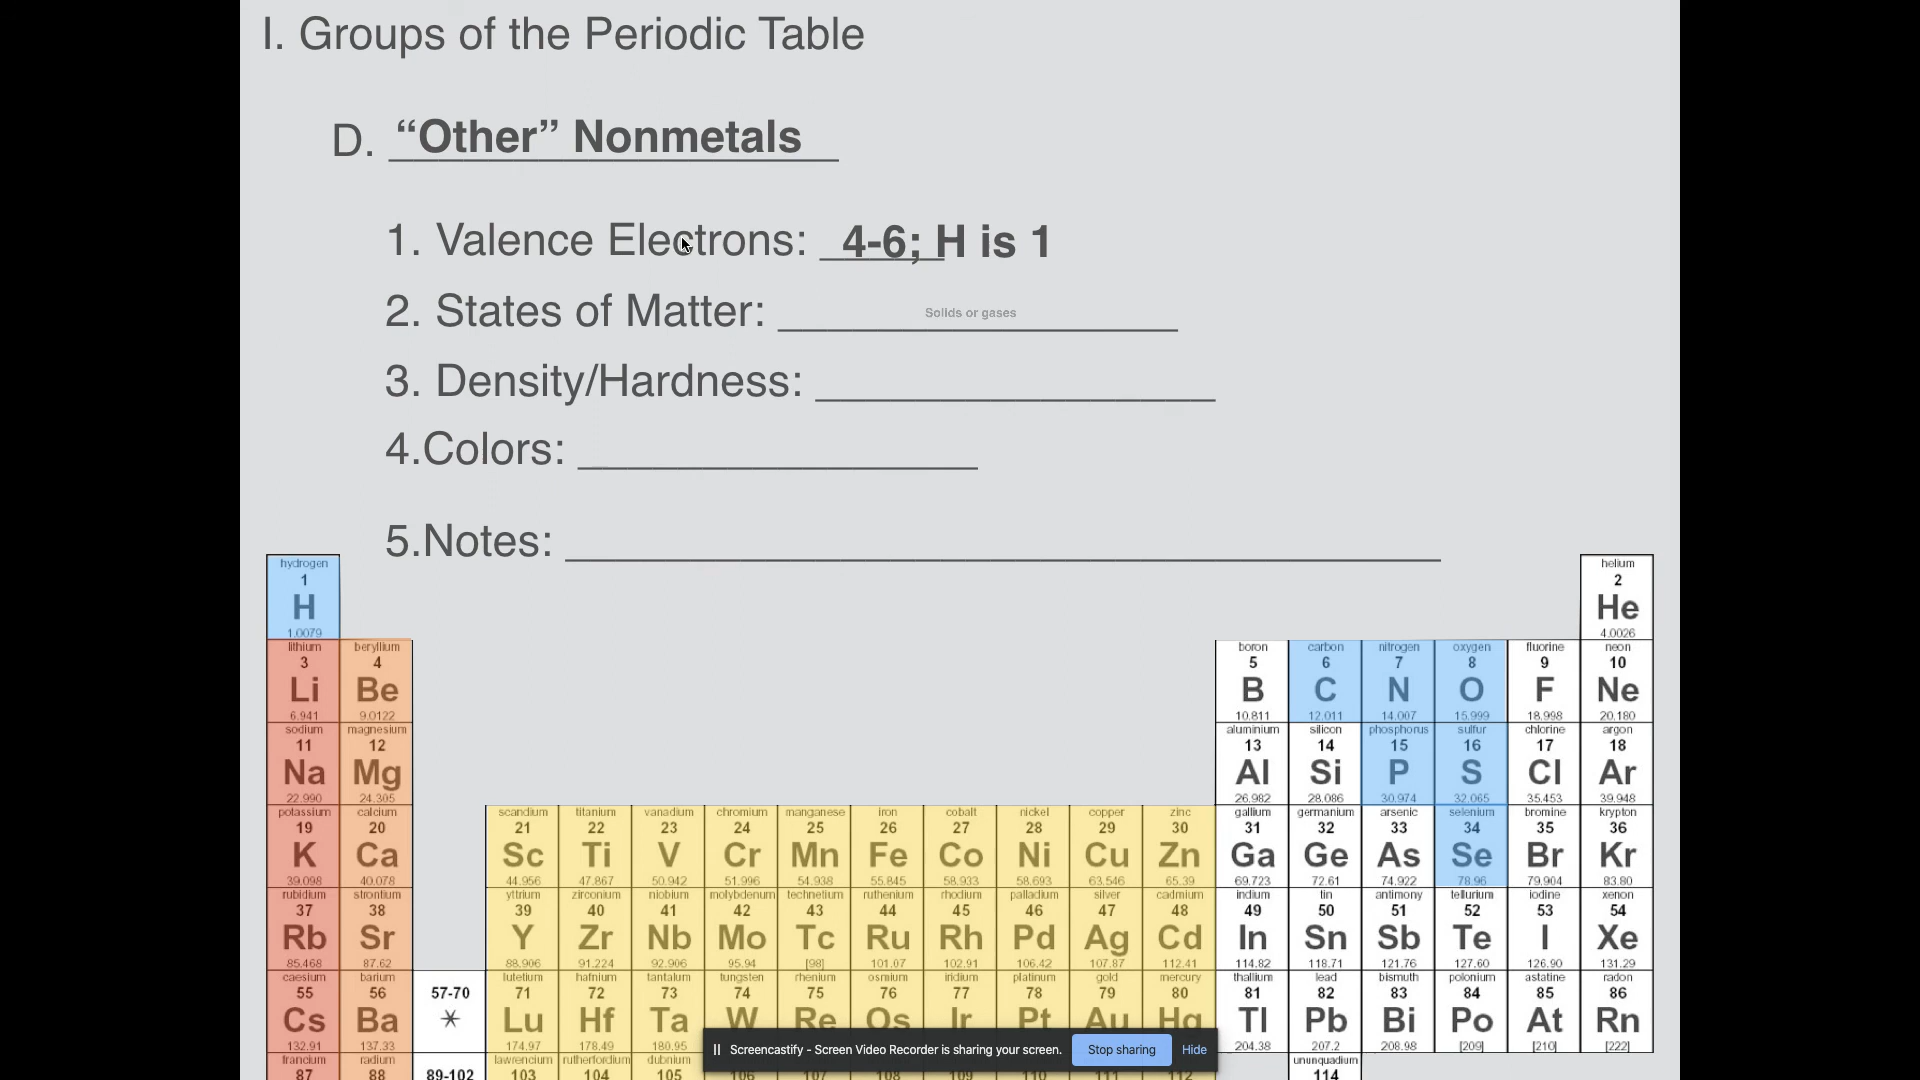 I. Groups of the Periodic Table
D. “Other” Nonmetals
1. Valence Electrons: 4-6; H is 1
2. States of Matter: Solids or gases
3. Density/Hardness:
4.Colors:
5.Notes:
hydrogen helium
1 2
H He
1.0079 4.0026
lithium beryllium boron carbon nitrogen oxygen fluorine neon
3 4 5 6 7 8 9 10
Li Be B C N O F Ne
6.941 9.0122 10.811 12.011 14.007 15.999 18.998 20.180
sodium magnesium aluminium silicon phosphorus sulfur chlorine argon
11 12 13 14 15 16 17 18
Na Mg Al Si P S Cl Ar
22.990 24.305 26.982 28.086 30.974 32.065 35.453 39.948
potassium calcium scandium titanium vanadium chromium manganese iron cobalt nickel copper zinc gallium germanium arsenic selenium bromine krypton
19 20 21 22 23 24 25 26 27 28 29 30 31 32 33 34 35 36
K Ca Sc Ti V Cr Mn Fe Co Ni Cu Zn Ga Ge As Se Br Kr
39.098 40.078 44.956 47.867 50.942 51.996 54.938 55.845 58.933 58.693 63.546 65.39 69.723 72.61 74.922 78.96 79.904 83.80
rubidium strontium yttrium zirconium niobium molybdenum technetium ruthenium rhodium palladium silver cadmium indium tin antimony tellurium iodine xenon
37 38 39 40 41 42 43 44 45 46 47 48 49 50 51 52 53 54
Rb Sr Y Zr Nb Mo Tc Ru Rh Pd Ag Cd In Sn Sb Te I Xe
85.468 87.62 88.906 91.224 92.906 95.94 [98] 101.07 102.91 106.42 107.87 112.41 114.82 118.71 121.76 127.60 126.90 131.29
caesium barium lutetium hafnium tantalum tungsten rhenium osmium iridium platinum gold mercury thallium lead bismuth polonium astatine radon
55 56 57-70 71 72 73 74 75 76 77 78 79 80 81 82 83 84 85 86
Cs Ba * Lu Hf Ta W Re Os Ir Pt Au Hg Tl Pb Bi Po At Rn
132.91 137.33 174.97 178.49 180.95 204.38 207.2 208.98 [209] [210] [222]
Screencastify - Screen Video Recorder is sharing your screen. Stop sharing Hide
francium radium lawrencium rutherfordium dubnium ununquadium
87 88 89-102 103 104 105 106 107 108 109 110 111 112 114